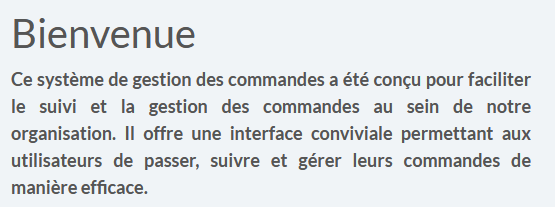 Bienvenue
Ce système de gestion des commandes a été conçu pour faciliter
le suivi et la gestion des commandes au sein de notre
organisation. Il offre une interface conviviale permettant aux
utilisateurs de passer, suivre et gérer leurs commandes de
manière efficace.